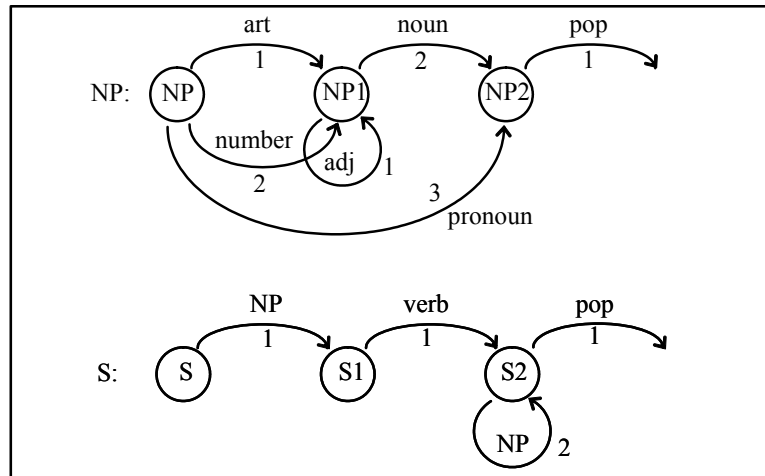 art noun pop
1 2 1
NP: NP NP1 NP2
number
adj 1
2
3
pronoun
NP verb pop
1 1 1
S: S S1 S2
NP 2